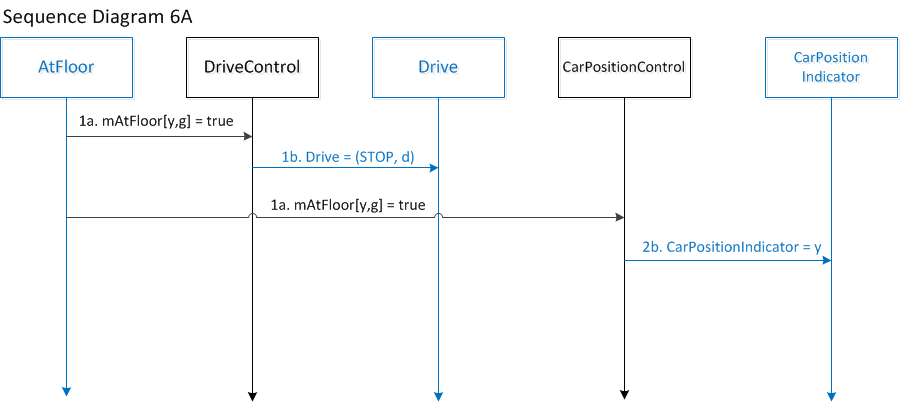 Sequence Diagram 6A
AtFloor
DriveControl
Drive
CarPositionControl
CarPosition
Indicator
1a. mAtFloor[y,g] = true
1b. Drive = (STOP, d)
1a. mAtFloor[y,g] = true
2b. CarPositionIndicator = y